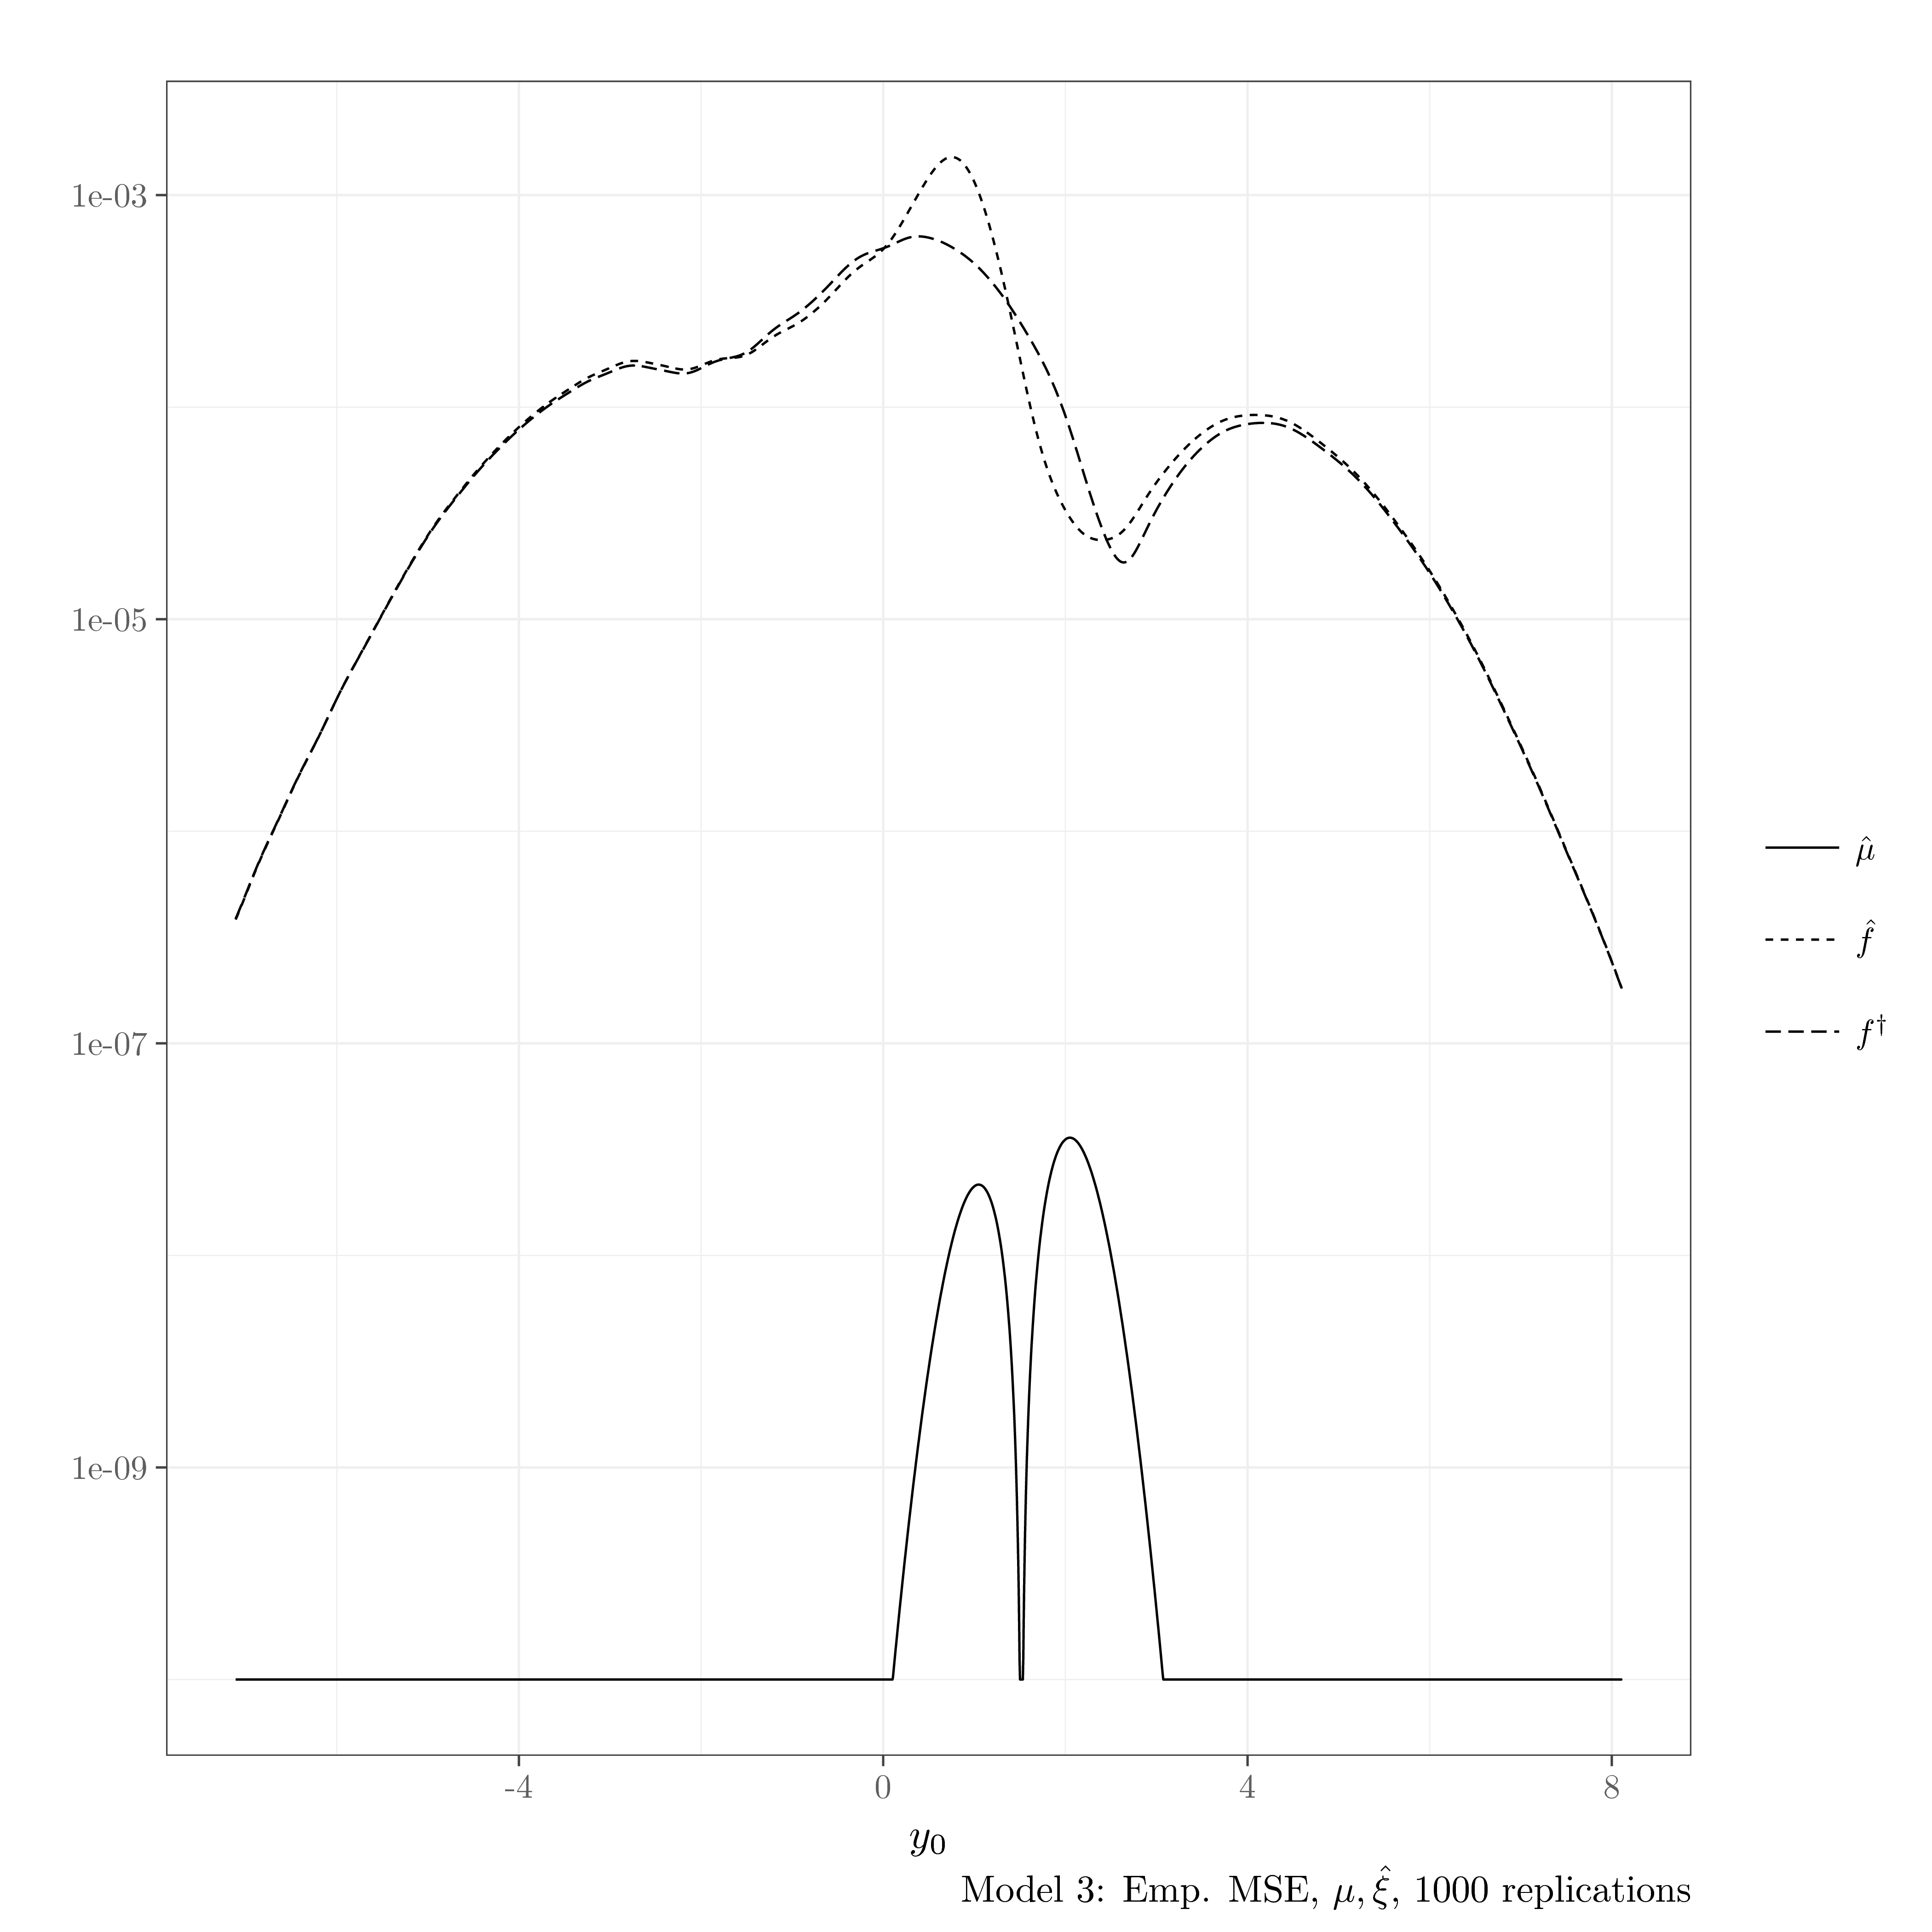 1e-03
1e-05
1e-07
1e-09
-4 0 4 8
y₀
μ̂
f̂
f†
Model 3: Emp. MSE, μ, ξ̂, 1000 replications